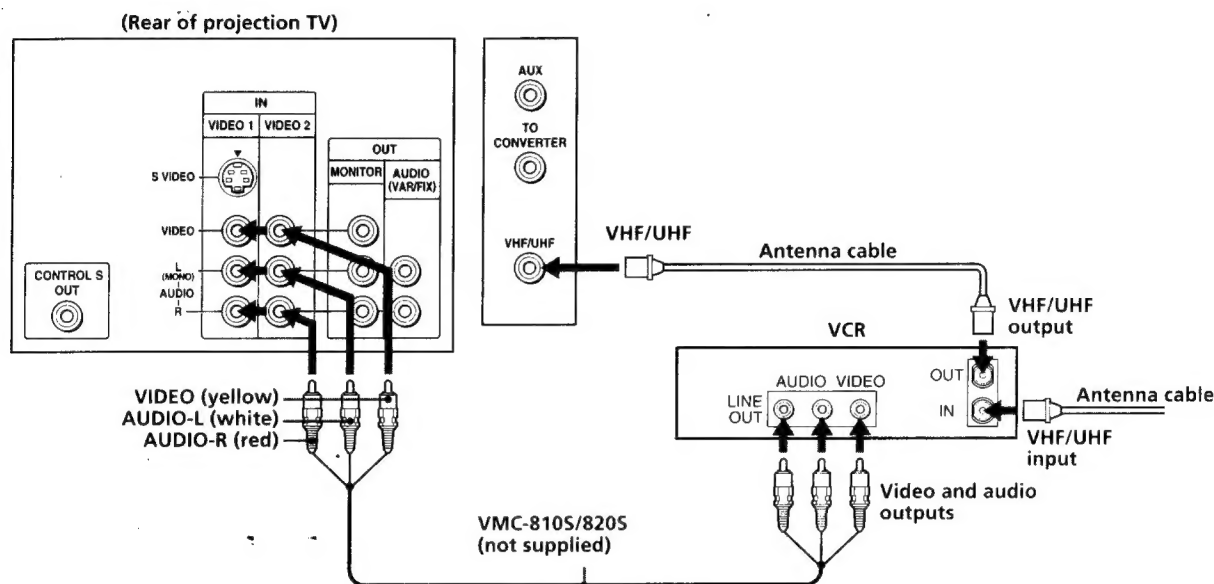 (Rear of projection TV)
IN
VIDEO 1 VIDEO 2
S VIDEO
VIDEO
L
(MONO)
AUDIO
R
OUT
MONITOR
AUDIO
(VAR/FIX)
CONTROL S
OUT
AUX
TO
CONVERTER
VHF/UHF
VHF/UHF
Antenna cable
VHF/UHF
output
VCR
AUDIO VIDEO
LINE
OUT
OUT
IN
Antenna cable
VHF/UHF
input
VIDEO (yellow)
AUDIO-L (white)
AUDIO-R (red)
Video and audio
outputs
VMC-810S/820S
(not supplied)